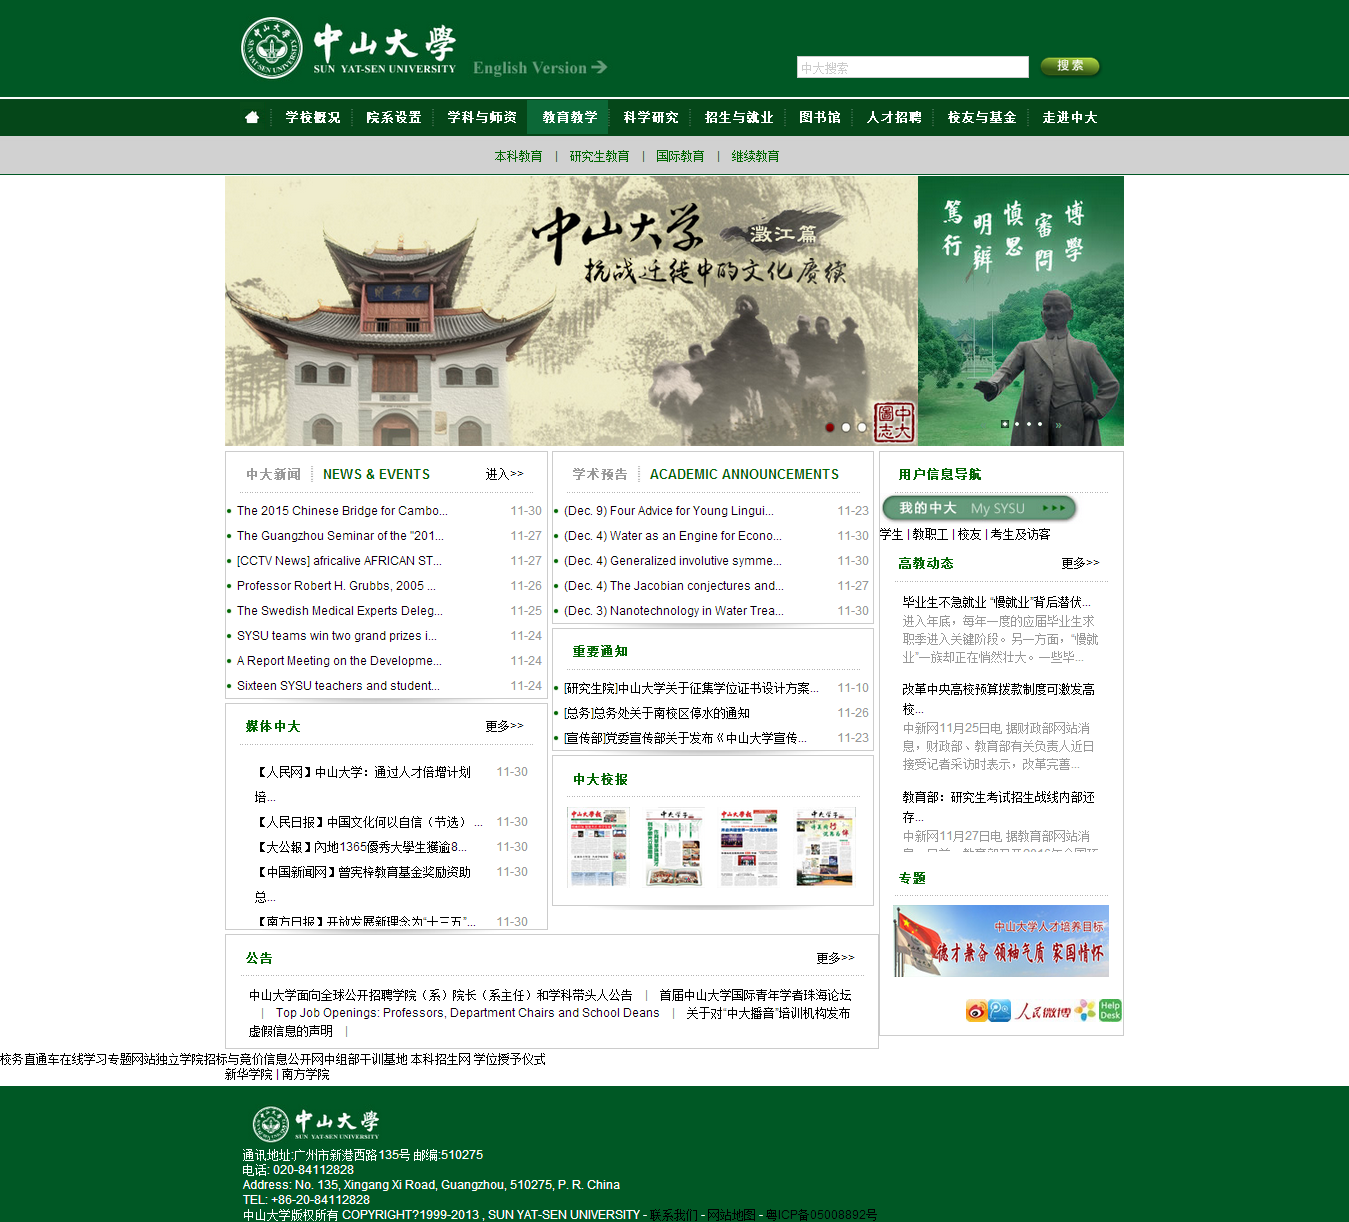 中山大學
SUN YAT-SEN UNIVERSITY
English Version
中大搜索
搜索
学校概况 院系设置 学科与师资 教育教学 科学研究 招生与就业 图书馆 人才招聘 校友与基金 走进中大
本科教育 | 研究生教育 | 国际教育 | 继续教育
中山大学 澂江篇
抗战迁徙中的文化赓续
博學 審問 慎思 明辨 篤行
中大圖志
中大新闻 NEWS & EVENTS 进入>>
The 2015 Chinese Bridge for Cambo... 11-30
The Guangzhou Seminar of the "201... 11-27
[CCTV News] africalive AFRICAN ST... 11-27
Professor Robert H. Grubbs, 2005 ... 11-26
The Swedish Medical Experts Deleg... 11-25
SYSU teams win two grand prizes i... 11-24
A Report Meeting on the Developme... 11-24
Sixteen SYSU teachers and student... 11-24
媒体中大 更多>>
【人民网】中山大学：通过人才倍增计划 11-30
培...
【人民日报】中国文化何以自信（节选） ... 11-30
【大公報】內地1365優秀大學生獲逾8... 11-30
【中国新闻网】曾宪梓教育基金奖励资助 11-30
总...
【南方日报】开放发展新理念为“十三五”... 11-30
学术预告 ACADEMIC ANNOUNCEMENTS
(Dec. 9) Four Advice for Young Lingui... 11-23
(Dec. 4) Water as an Engine for Econo... 11-30
(Dec. 4) Generalized involutive symme... 11-30
(Dec. 4) The Jacobian conjectures and... 11-27
(Dec. 3) Nanotechnology in Water Trea... 11-30
重要通知
[研究生院]中山大学关于征集学位证书设计方案... 11-10
[总务]总务处关于南校区停水的通知 11-26
[宣传部]党委宣传部关于发布《中山大学宣传... 11-23
中大校报
用户信息导航
我的中大 My SYSU
学生 | 教职工 | 校友 | 考生及访客
高教动态 更多>>
毕业生不急就业 “慢就业”背后潜伏...
进入年底，每年一度的应届毕业生求
职季进入关键阶段。另一方面，“慢就
业”一族却正在悄然壮大。一些毕...
改革中央高校预算拨款制度可激发高
校...
中新网11月25日电 据财政部网站消
息，财政部、教育部有关负责人近日
接受记者采访时表示，改革完善...
教育部：研究生考试招生战线内部还
存...
中新网11月27日电 据教育部网站消
专题
中山大学人才培养目标
德才兼备 领袖气质 家国情怀
人民微博
Help Desk
公告 更多>>
中山大学面向全球公开招聘学院（系）院长（系主任）和学科带头人公告 | 首届中山大学国际青年学者珠海论坛
| Top Job Openings: Professors, Department Chairs and School Deans | 关于对“中大播音”培训机构发布
虚假信息的声明 |
校务直通车在线学习专题网站独立学院招标与竞价信息公开网中组部干训基地 本科招生网 学位授予仪式
新华学院 | 南方学院
中山大學
SUN YAT-SEN UNIVERSITY
通讯地址:广州市新港西路135号 邮编:510275
电话: 020-84112828
Address: No. 135, Xingang Xi Road, Guangzhou, 510275, P. R. China
TEL: +86-20-84112828
中山大学版权所有 COPYRIGHT?1999-2013 , SUN YAT-SEN UNIVERSITY - 联系我们 - 网站地图 - 粤ICP备05008892号